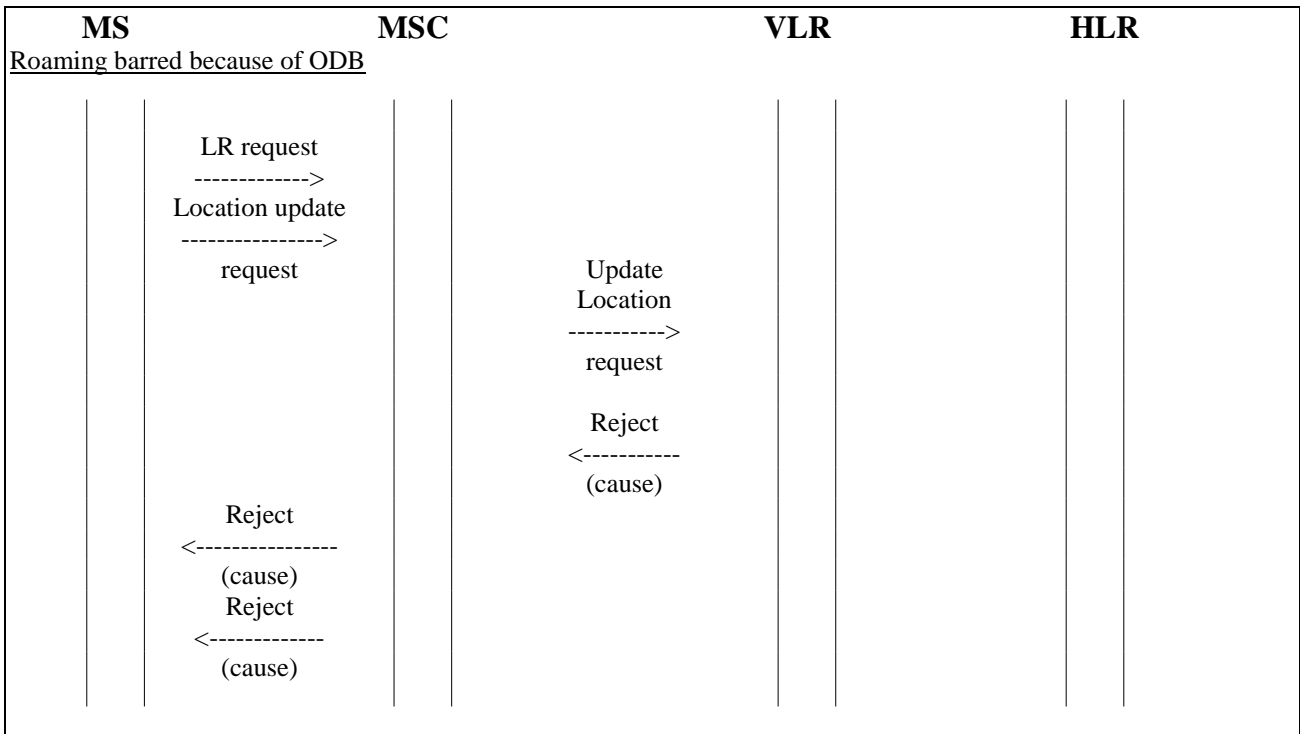 MS MSC VLR HLR
Roaming barred because of ODB
LR request
------------->
Location update
---------------->
request Update
Location
----------->
request
Reject
<-----------
(cause)
Reject
<----------------
(cause)
Reject
<-------------
(cause)